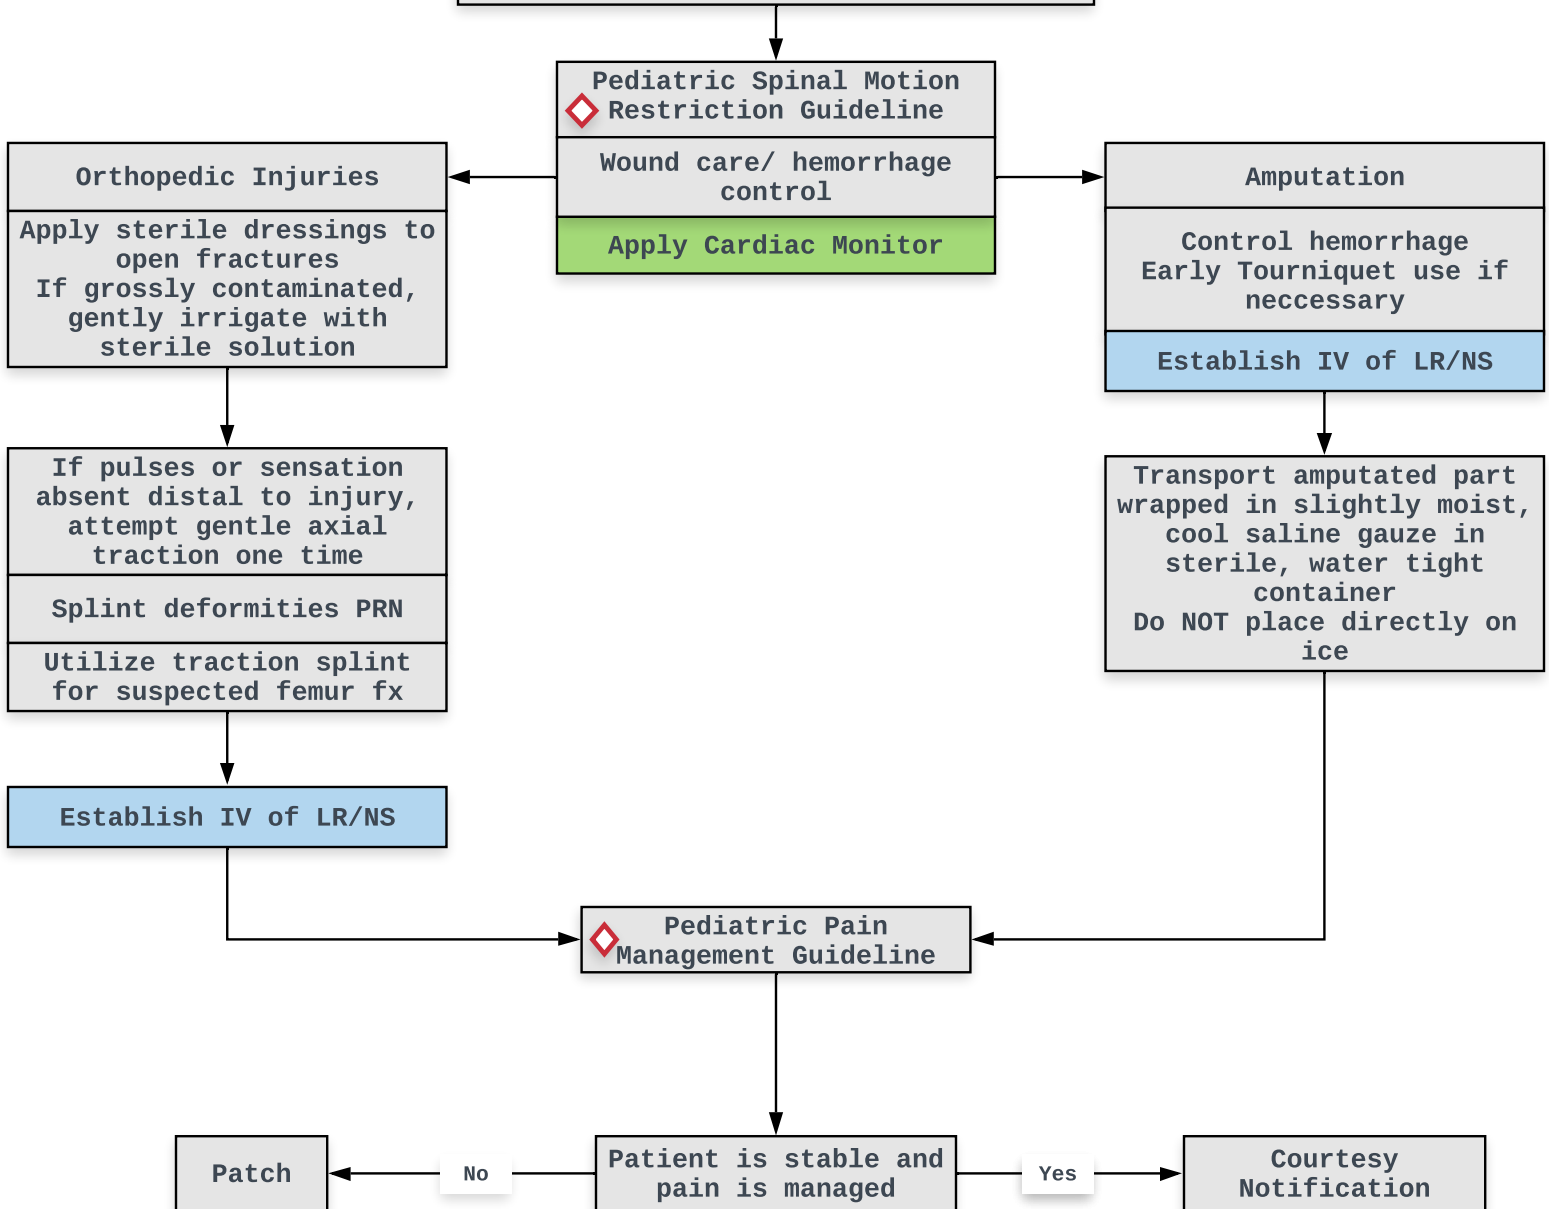 Pediatric Spinal Motion
Restriction Guideline
Wound care/ hemorrhage
control
Apply Cardiac Monitor
Orthopedic Injuries
Apply sterile dressings to
open fractures
If grossly contaminated,
gently irrigate with
sterile solution
If pulses or sensation
absent distal to injury,
attempt gentle axial
traction one time
Splint deformities PRN
Utilize traction splint
for suspected femur fx
Establish IV of LR/NS
Amputation
Control hemorrhage
Early Tourniquet use if
neccessary
Establish IV of LR/NS
Transport amputated part
wrapped in slightly moist,
cool saline gauze in
sterile, water tight
container
Do NOT place directly on
ice
Pediatric Pain
Management Guideline
Patient is stable and
pain is managed
No
Patch
Yes
Courtesy
Notification